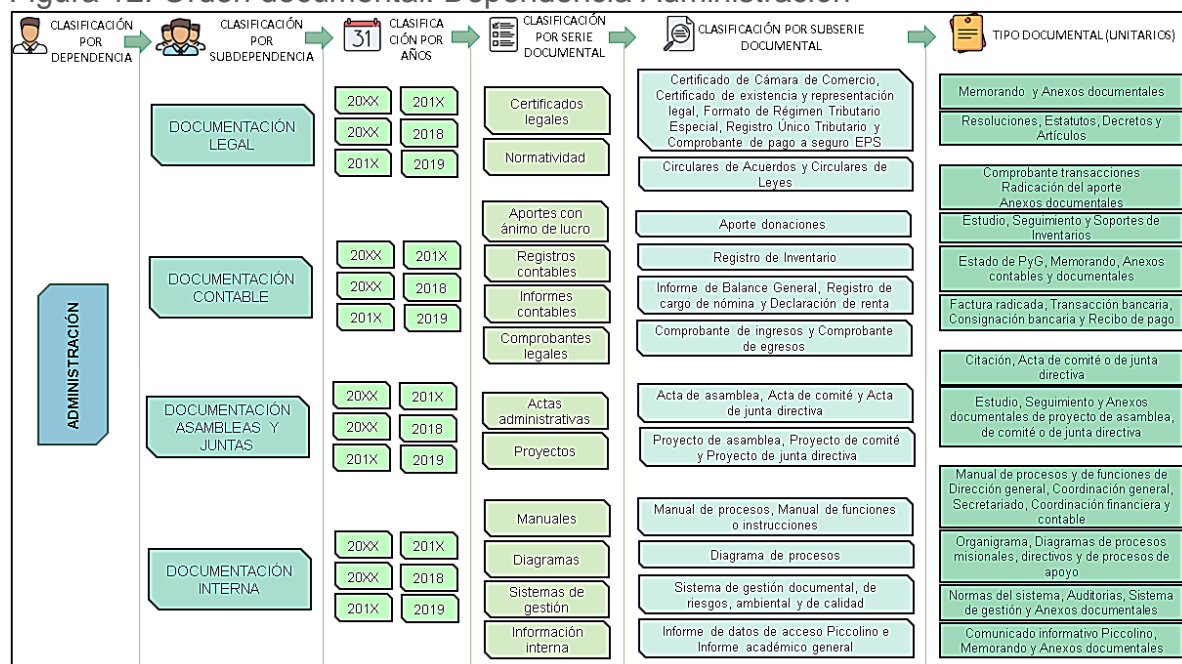 Figura 12. Orden documental. Dependencia Administración
CLASIFICACIÓN
POR
DEPENDENCIA
CLASIFICACIÓN
POR
SUBDEPENDENCIA
31
CLASIFICA
CIÓN POR
AÑOS
CLASIFICACIÓN
POR SERIE
DOCUMENTAL
CLASIFICACIÓN POR SUBSERIE
DOCUMENTAL
TIPO DOCUMENTAL (UNITARIOS)
ADMINISTRACIÓN
DOCUMENTACIÓN
LEGAL
20XX 201X
20XX 2018
201X 2019
Certificados
legales
Normatividad
Certificado de Cámara de Comercio,
Certificado de existencia y representación
legal, Formato de Régimen Tributario
Especial, Registro Único Tributario y
Comprobante de pago a seguro EPS
Circulares de Acuerdos y Circulares de
Leyes
Memorando y Anexos documentales
Resoluciones, Estatutos, Decretos y
Artículos
DOCUMENTACIÓN
CONTABLE
20XX 201X
20XX 2018
201X 2019
Aportes con
ánimo de lucro
Registros
contables
Informes
contables
Comprobantes
legales
Aporte donaciones
Registro de Inventario
Informe de Balance General, Registro de
cargo de nómina y Declaración de renta
Comprobante de ingresos y Comprobante
de egresos
Comprobante transacciones
Radicación del aporte
Anexos documentales
Estudio, Seguimiento y Soportes de
Inventarios
Estado de PyG, Memorando, Anexos
contables y documentales
Factura radicada, Transacción bancaria,
Consignación bancaria y Recibo de pago
DOCUMENTACIÓN
ASAMBLEAS Y
JUNTAS
20XX 201X
20XX 2018
201X 2019
Actas
administrativas
Proyectos
Acta de asamblea, Acta de comité y Acta
de junta directiva
Proyecto de asamblea, Proyecto de comité
y Proyecto de junta directiva
Citación, Acta de comité o de junta
directiva
Estudio, Seguimiento y Anexos
documentales de proyecto de asamblea,
de comité o de junta directiva
DOCUMENTACIÓN
INTERNA
20XX 201X
20XX 2018
201X 2019
Manuales
Diagramas
Sistemas de
gestión
Información
interna
Manual de procesos, Manual de funciones
o instrucciones
Diagrama de procesos
Sistema de gestión documental, de
riesgos, ambiental y de calidad
Informe de datos de acceso Piccolino e
Informe académico general
Manual de procesos y de funciones de
Dirección general, Coordinación general,
Secretariado, Coordinación financiera y
contable
Organigrama, Diagramas de procesos
misionales, directivos y de procesos de
apoyo
Normas del sistema, Auditorias, Sistema
de gestión y Anexos documentales
Comunicado informativo Piccolino,
Memorando y Anexos documentales